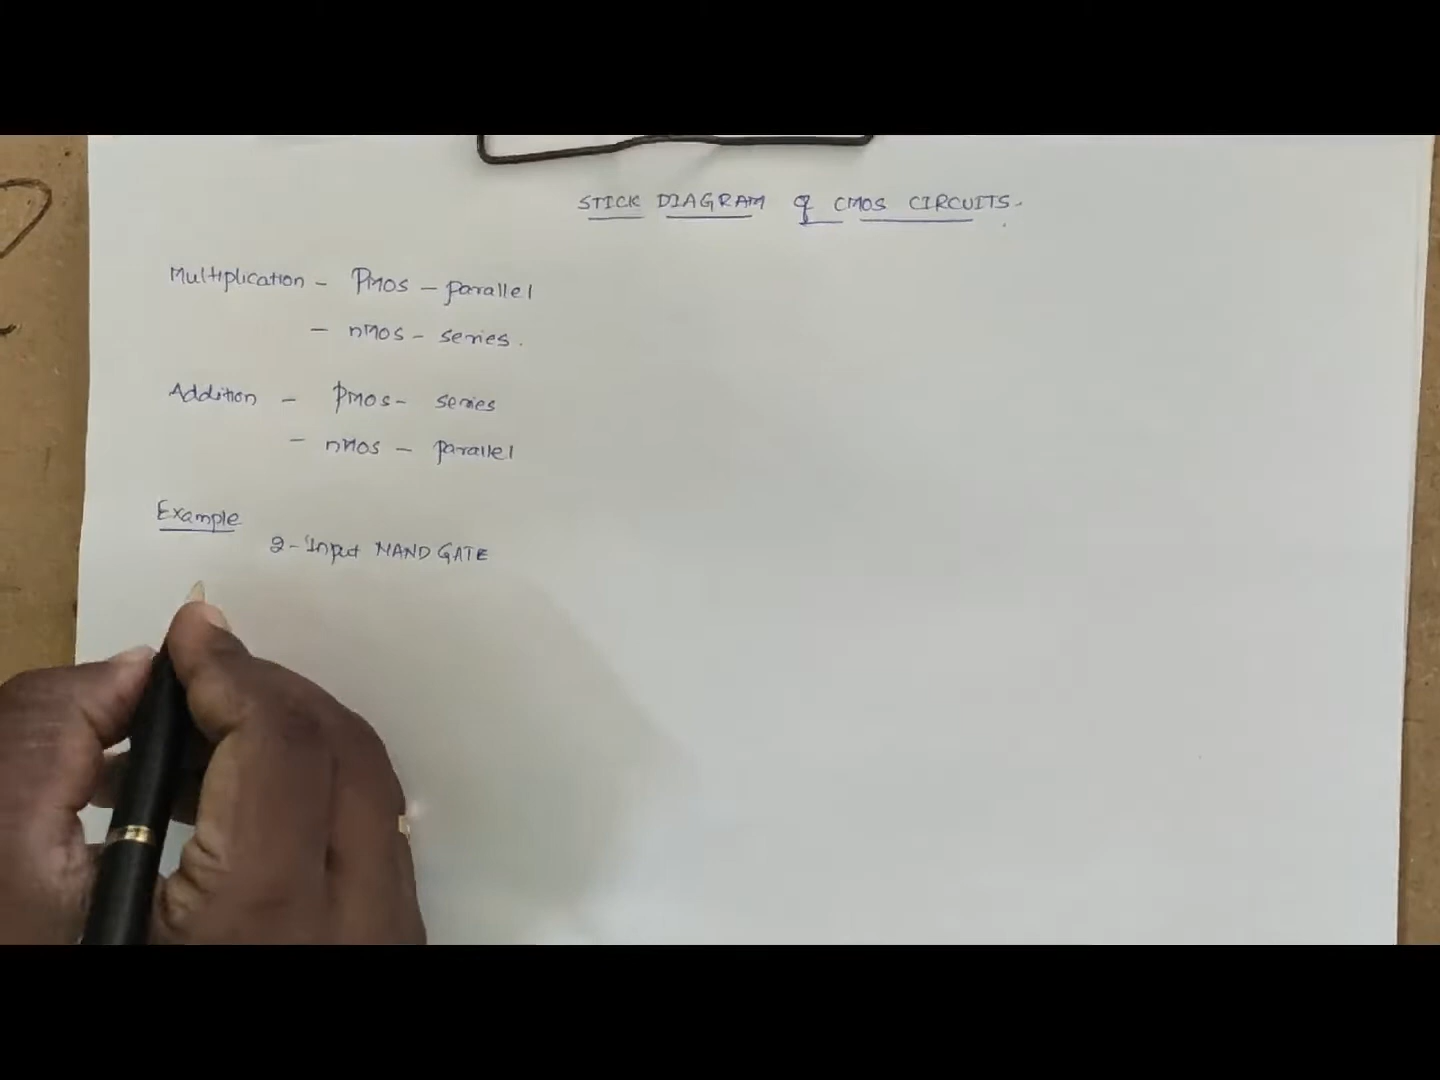 STICK DIAGRAM of CMOS CIRCUITS.
Multiplication - PMOS - parallel
- nMOS - series.
Addition - PMOS - series
- nMOS - parallel
Example
2-Input NAND GATE